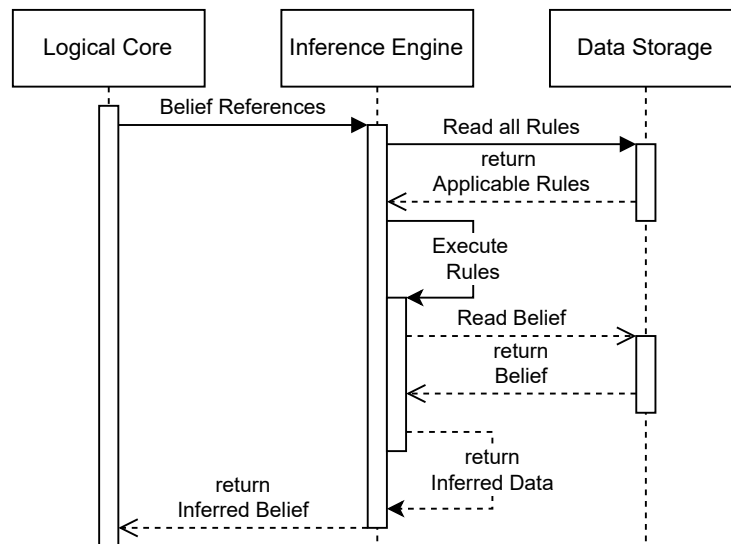 Logical Core
Inference Engine
Data Storage
Belief References
Read all Rules
return
Applicable Rules
Execute
Rules
Read Belief
return
Belief
return
Inferred Data
return
Inferred Belief